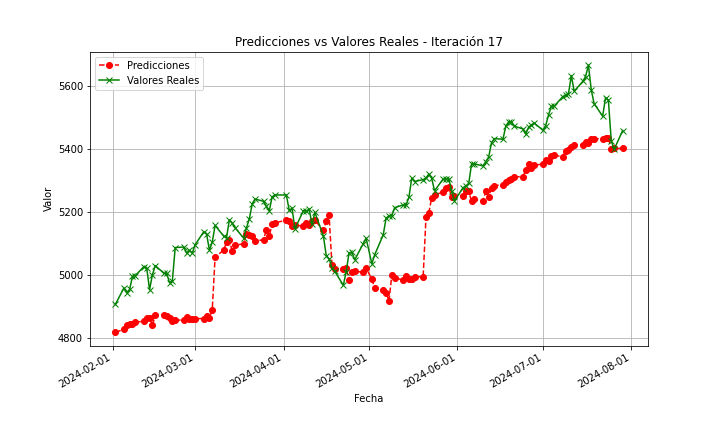 Predicciones vs Valores Reales - Iteración 17
Predicciones
Valores Reales
Valor
5600
5400
5200
5000
4800
2024-02-01
2024-03-01
2024-04-01
2024-05-01
2024-06-01
2024-07-01
2024-08-01
Fecha